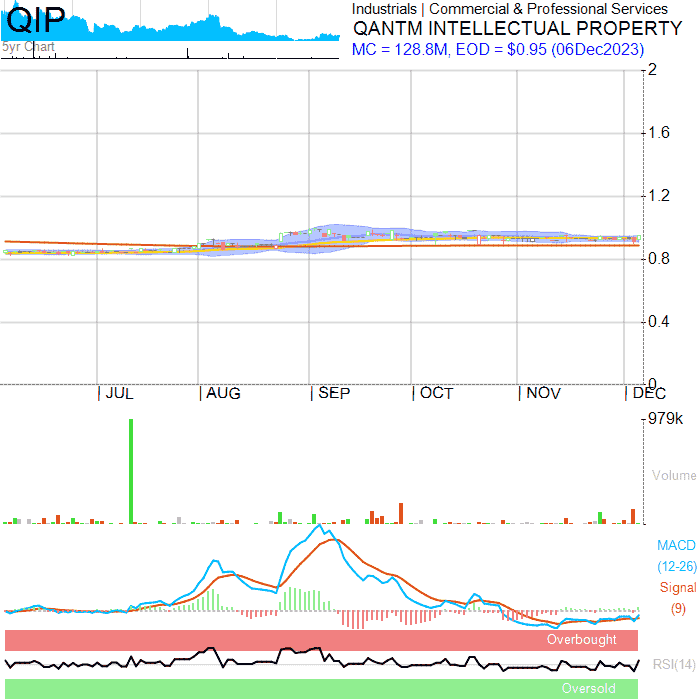 QIP
5yr Chart
Industrials | Commercial & Professional Services
QANTM INTELLECTUAL PROPERTY
MC = 128.8M, EOD = $0.95 (06Dec2023)
2
1.6
1.2
0.8
0.4
0
JUL AUG SEP OCT NOV DEC
979k
Volume
MACD
(12-26)
Signal
(9)
Overbought
RSI(14)
Oversold